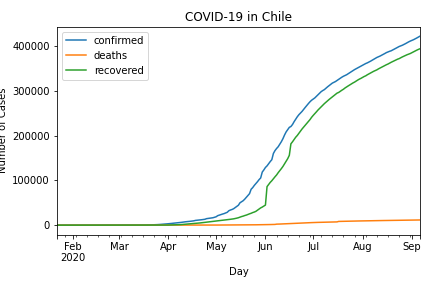 COVID-19 in Chile
confirmed
deaths
recovered
400000
300000
200000
100000
0
Number of Cases
Feb Mar Apr May Jun Jul Aug Sep
2020
Day